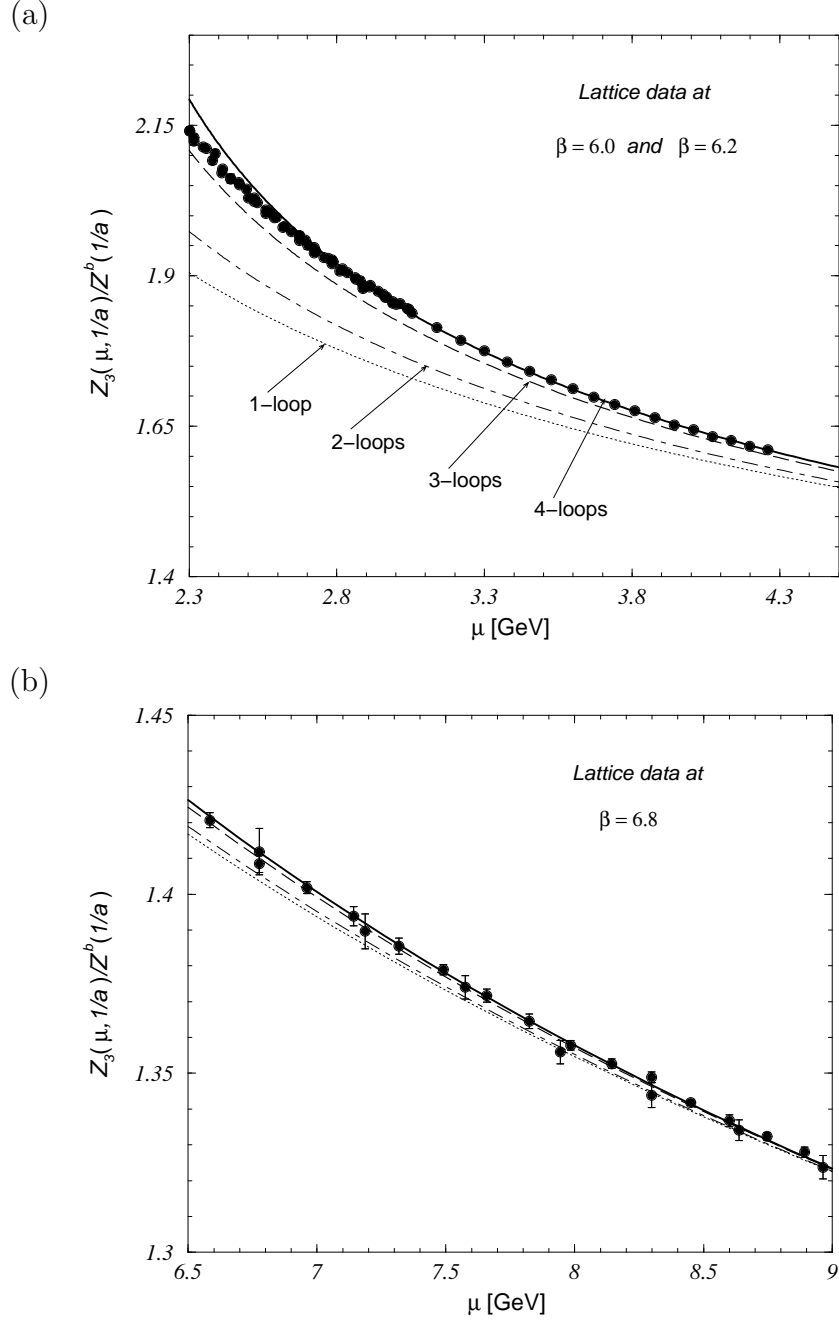 (a)
Z₃(μ,1/a)/Zᵇ(1/a)
2.15
1.9
1.65
1.4
Lattice data at
β = 6.0 and β = 6.2
1−loop
2−loops
3−loops
4−loops
2.3 2.8 3.3 3.8 4.3
μ [GeV]
(b)
Z₃(μ,1/a)/Zᵇ(1/a)
1.45
1.4
1.35
1.3
Lattice data at
β = 6.8
6.5 7 7.5 8 8.5 9
μ [GeV]